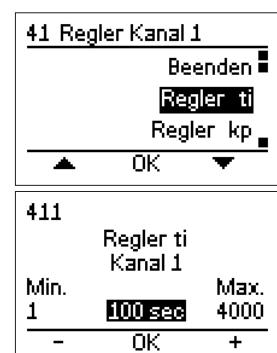 41 Regler Kanal 1
Beenden
Regler ti
Regler kp
▲ OK ▼
411
Regler ti
Kanal 1
Min. Max.
1 100 sec 4000
- OK +